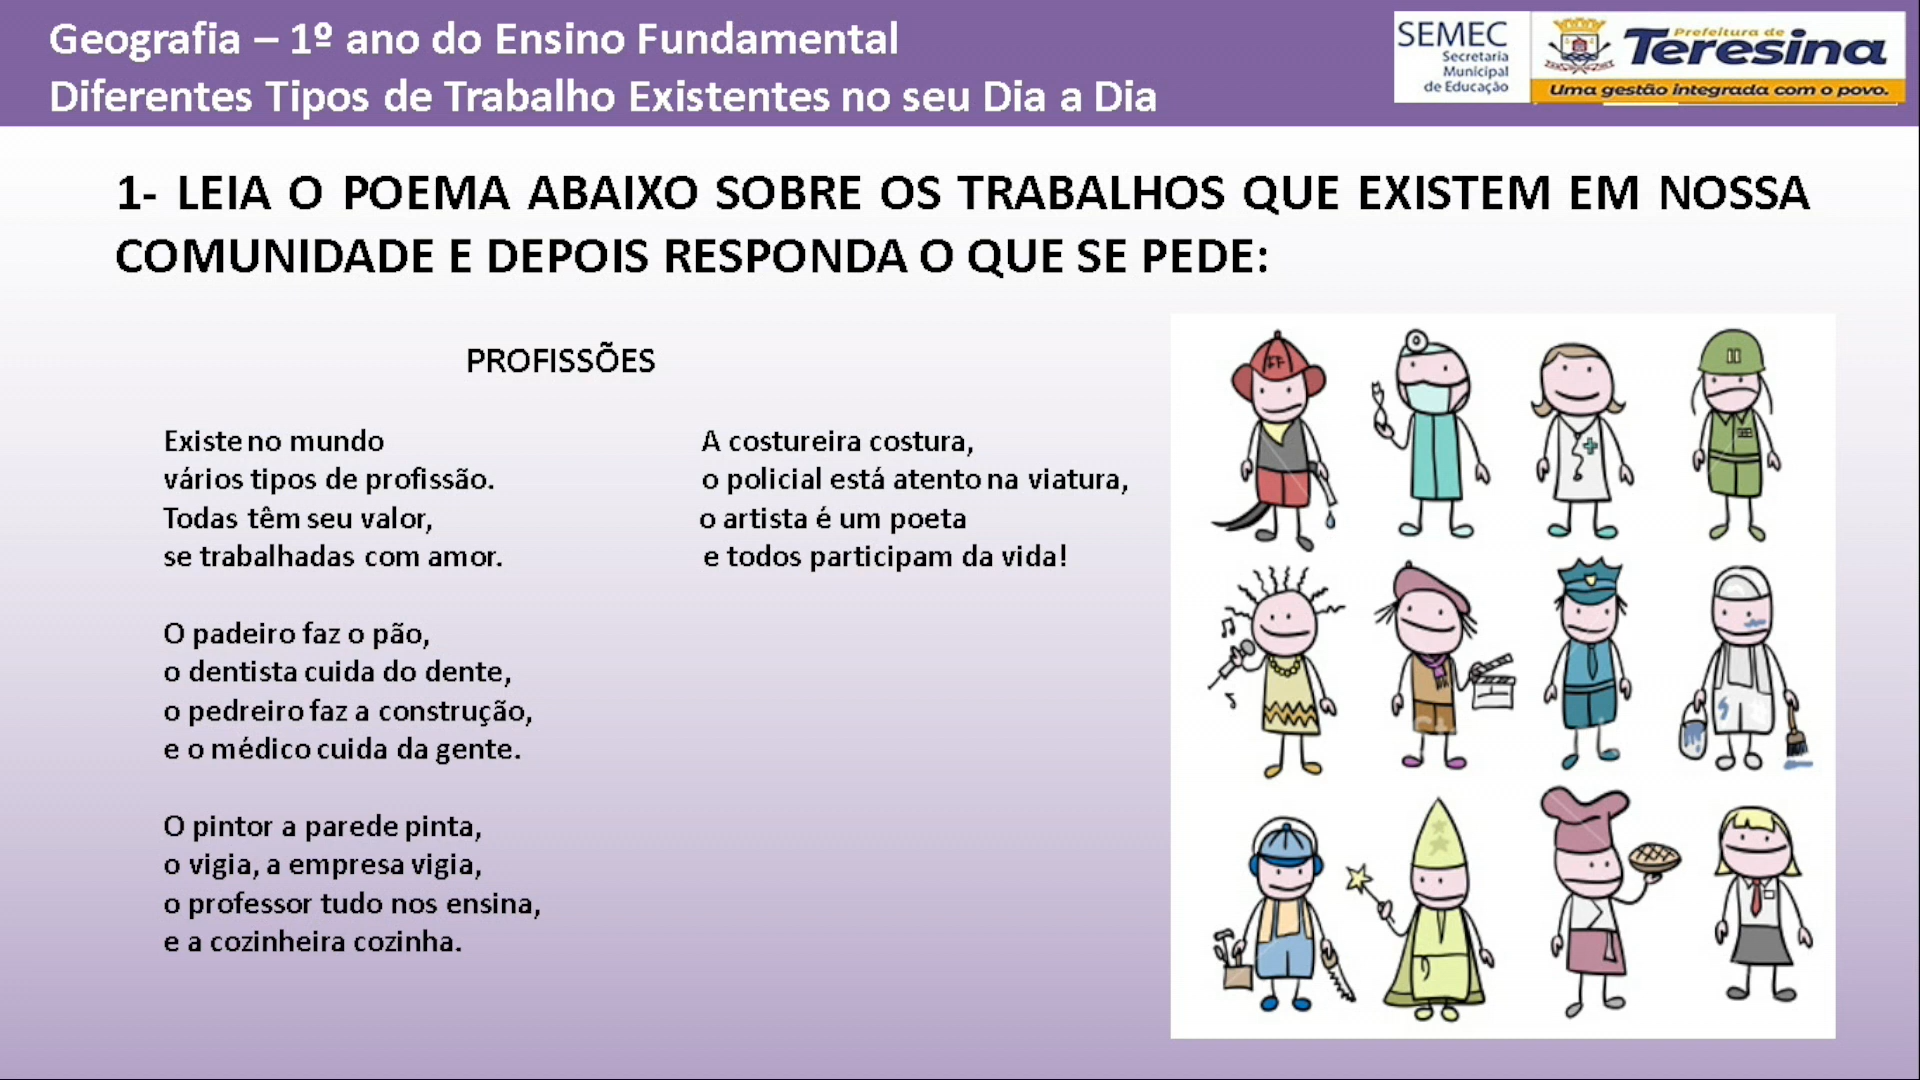 Geografia – 1º ano do Ensino Fundamental
Diferentes Tipos de Trabalho Existentes no seu Dia a Dia
SEMEC
Secretaria
Municipal
de Educação
Prefeitura de
Teresina
Uma gestão integrada com o povo.
1- LEIA O POEMA ABAIXO SOBRE OS TRABALHOS QUE EXISTEM EM NOSSA
COMUNIDADE E DEPOIS RESPONDA O QUE SE PEDE:
PROFISSÕES
Existe no mundo
vários tipos de profissão.
Todas têm seu valor,
se trabalhadas com amor.
O padeiro faz o pão,
o dentista cuida do dente,
o pedreiro faz a construção,
e o médico cuida da gente.
O pintor a parede pinta,
o vigia, a empresa vigia,
o professor tudo nos ensina,
e a cozinheira cozinha.
A costureira costura,
o policial está atento na viatura,
o artista é um poeta
e todos participam da vida!